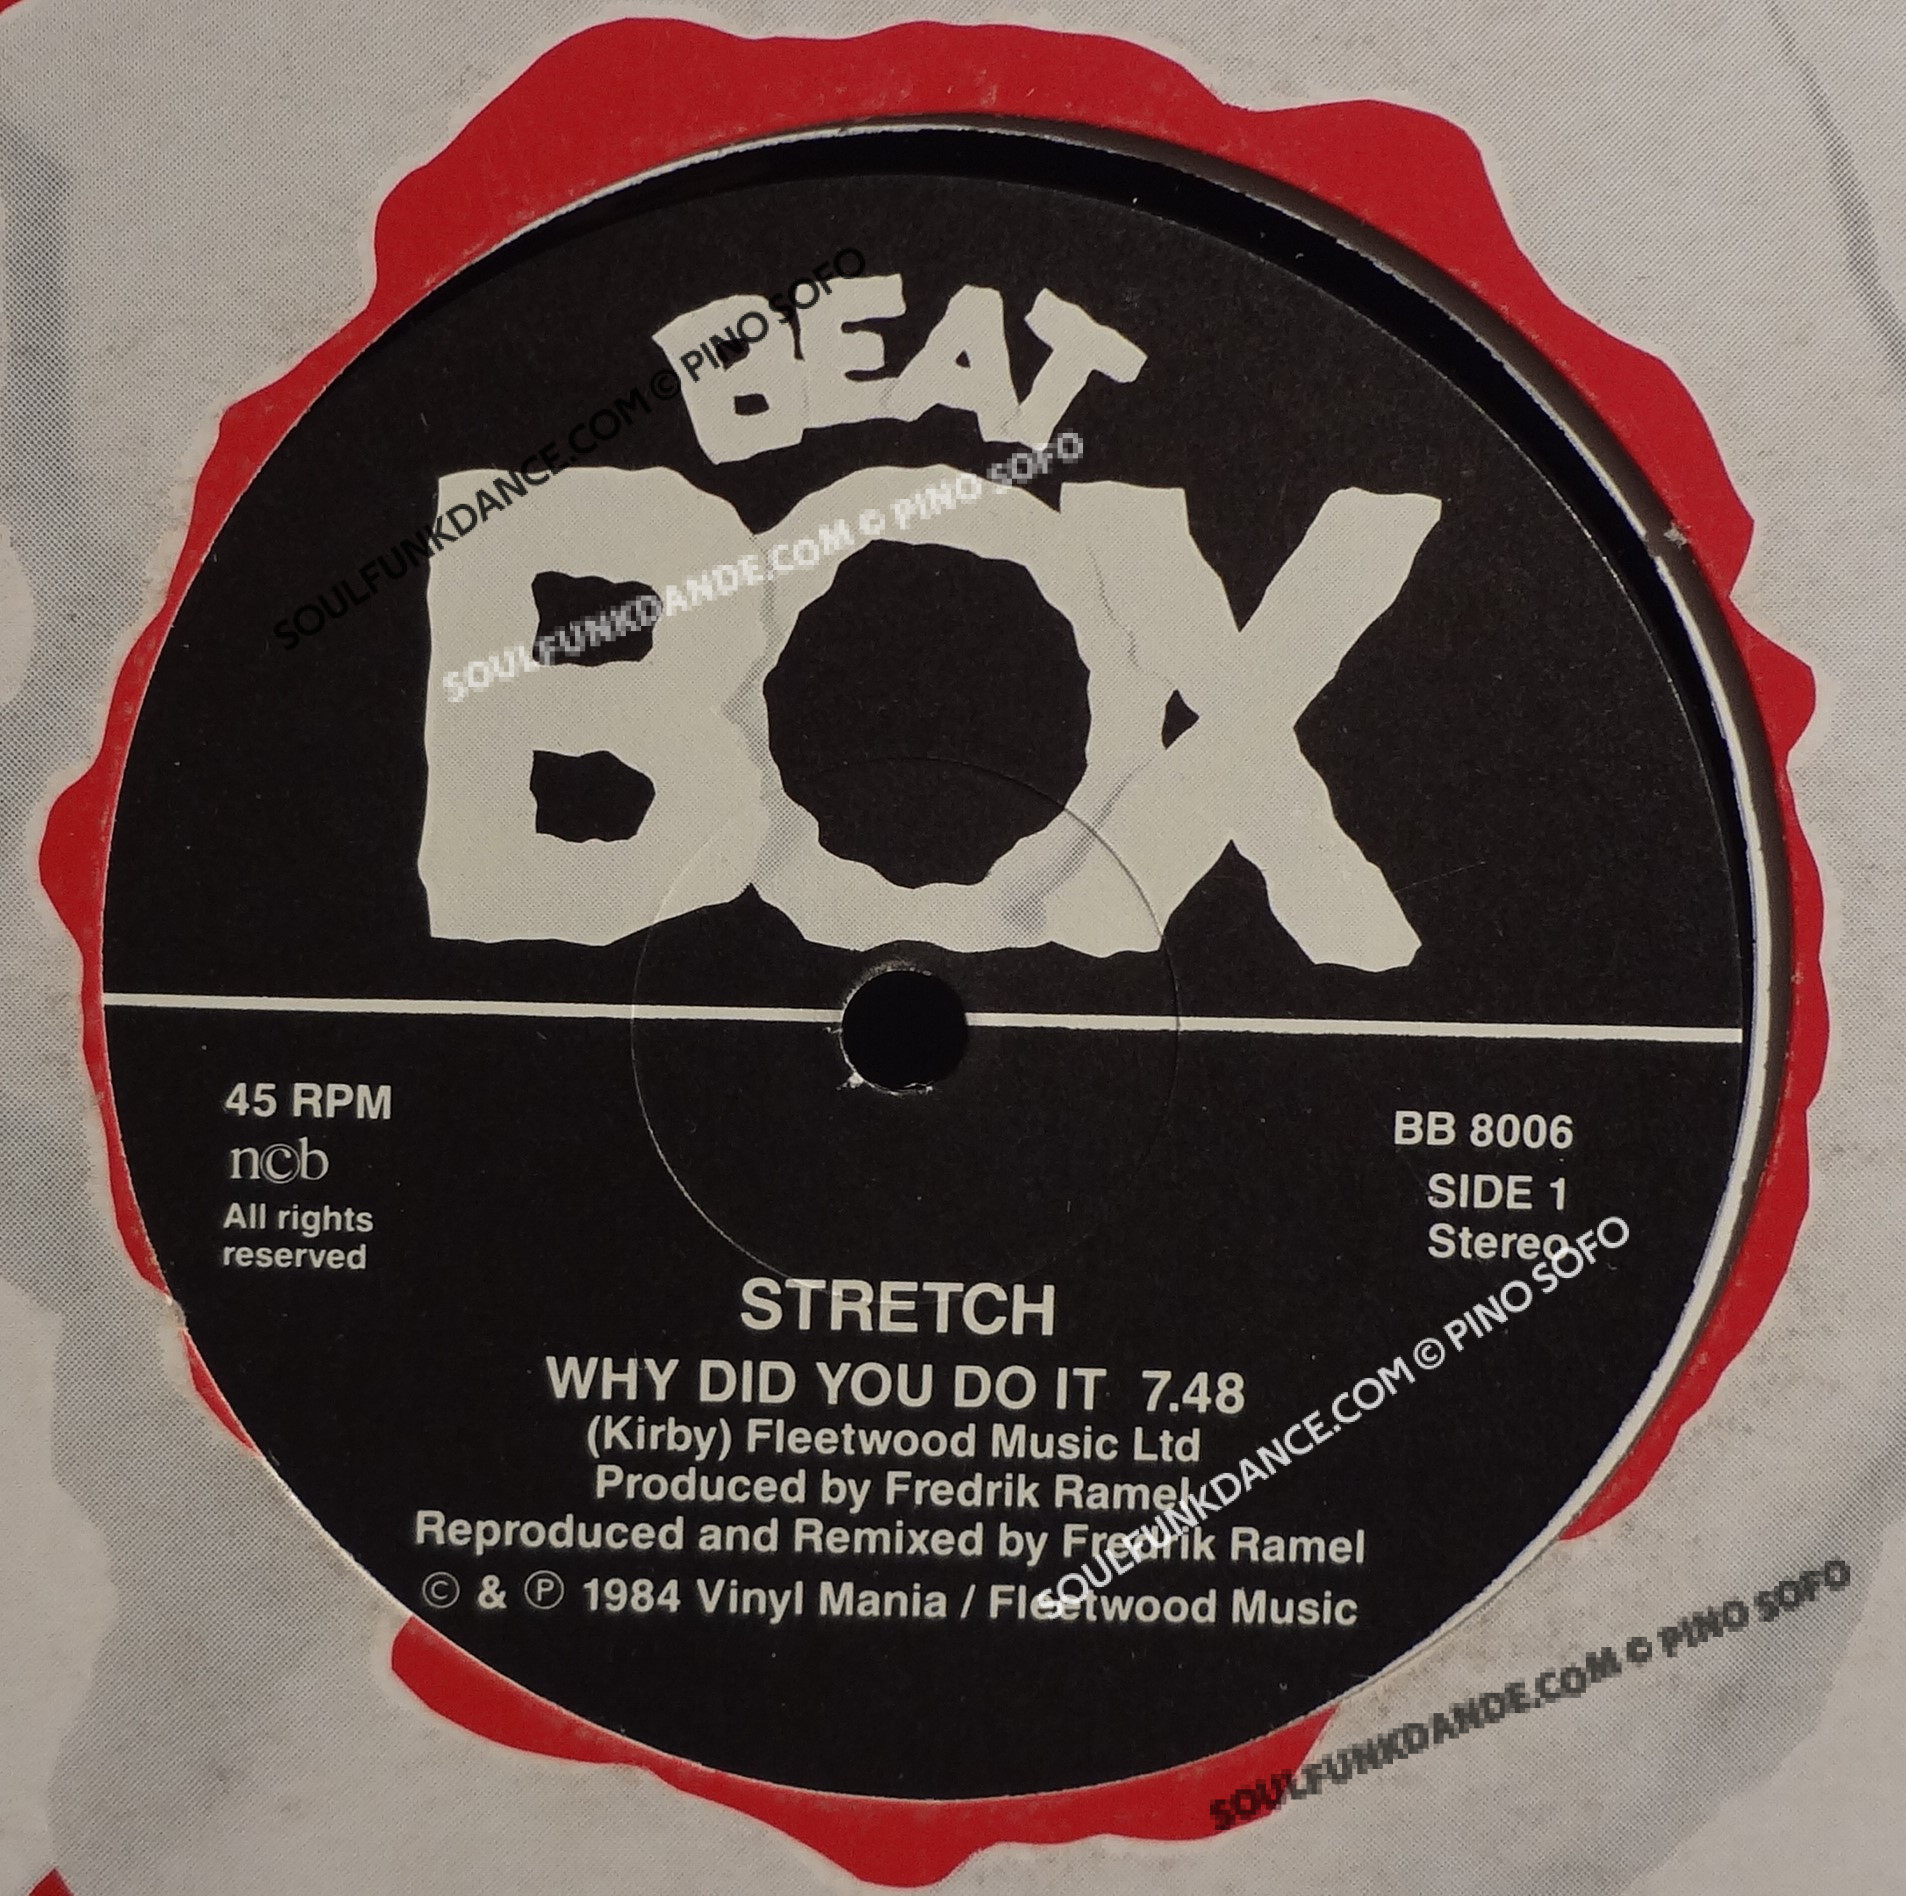 BEAT
BOX
SOULFUNKDANCE.COM © PINO SOFO
SOULFUNKDANDE.COM © PINO SOFO
45 RPM
n©b
All rights
reserved
BB 8006
SIDE 1
Stereo
STRETCH
WHY DID YOU DO IT 7.48
(Kirby) Fleetwood Music Ltd
Produced by Fredrik Ramel
Reproduced and Remixed by Fredrik Ramel
© & ℗ 1984 Vinyl Mania / Fleetwood Music
SOULFUNKDANCE.COM © PINO SOFO
SOULFUNKDANDE.COM © PINO SOFO